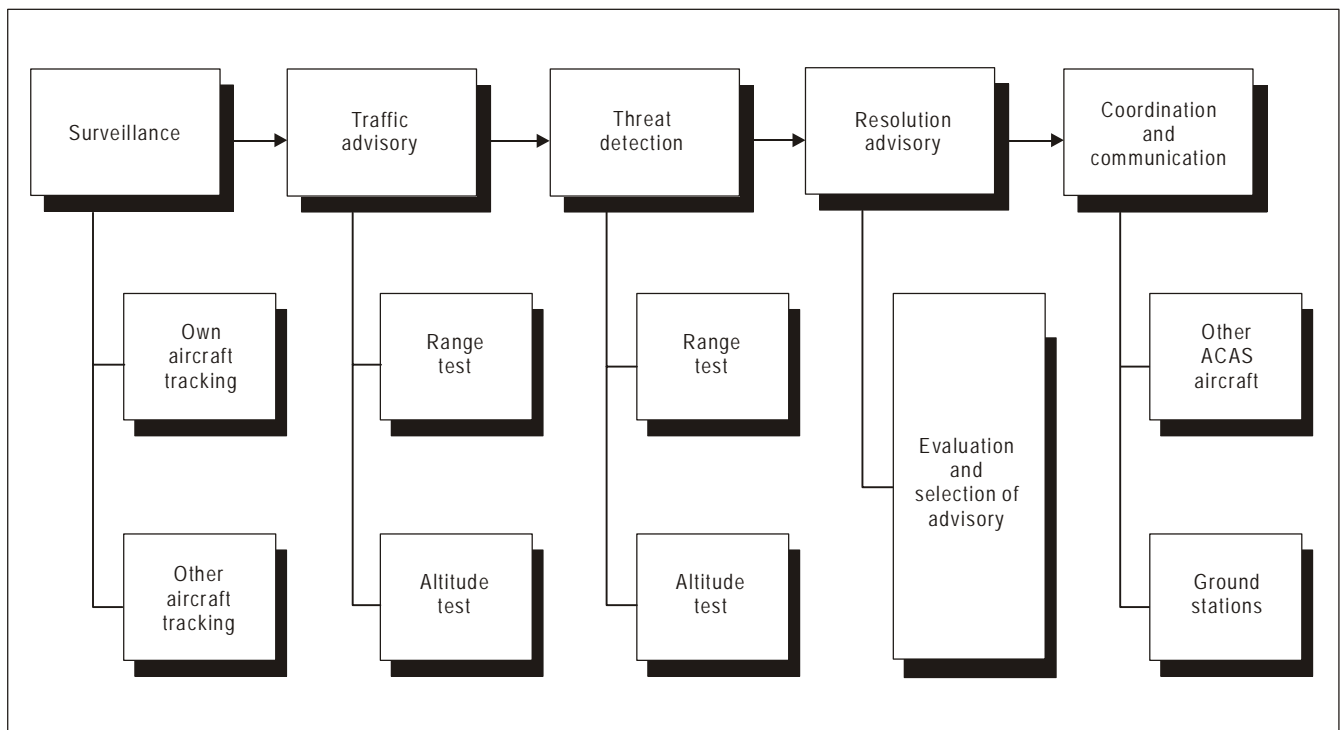 Surveillance
Traffic
advisory
Threat
detection
Resolution
advisory
Coordination
and
communication
Own
aircraft
tracking
Range
test
Range
test
Other
ACAS
aircraft
Evaluation
and
selection of
advisory
Other
aircraft
tracking
Altitude
test
Altitude
test
Ground
stations